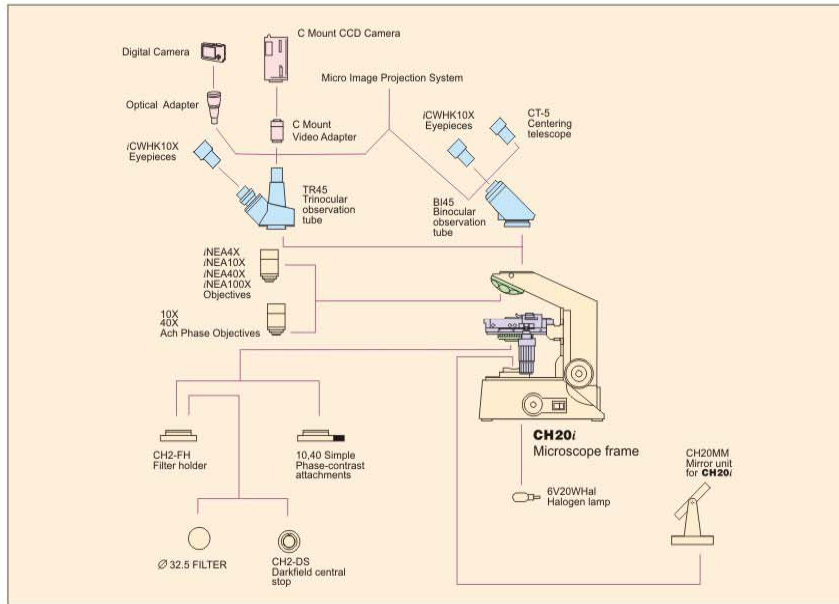 C Mount CCD Camera
Digital Camera
Micro Image Projection System
Optical Adapter
C Mount
Video Adapter
iCWHK10X
Eyepieces
iCWHK10X
Eyepieces
CT-5
Centering
telescope
TR45
Trinocular
observation
tube
BI45
Binocular
observation
tube
iNEA4X
iNEA10X
iNEA40X
iNEA100X
Objectives
10X
40X
Ach Phase Objectives
CH20i
Microscope frame
CH2-FH
Filter holder
10,40 Simple
Phase-contrast
attachments
CH20MM
Mirror unit
for CH20i
6V20WHal
Halogen lamp
Ø 32.5 FILTER
CH2-DS
Darkfield central
stop